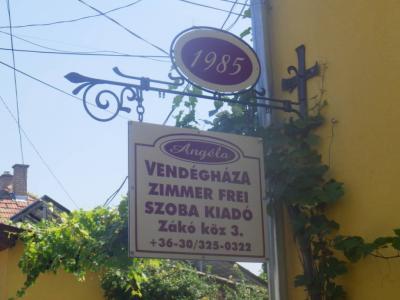 1985
Angéla
VENDÉGHÁZA
ZIMMER FREI
SZOBA KIADÓ
Zákó köz 3.
+36-30/325-0322